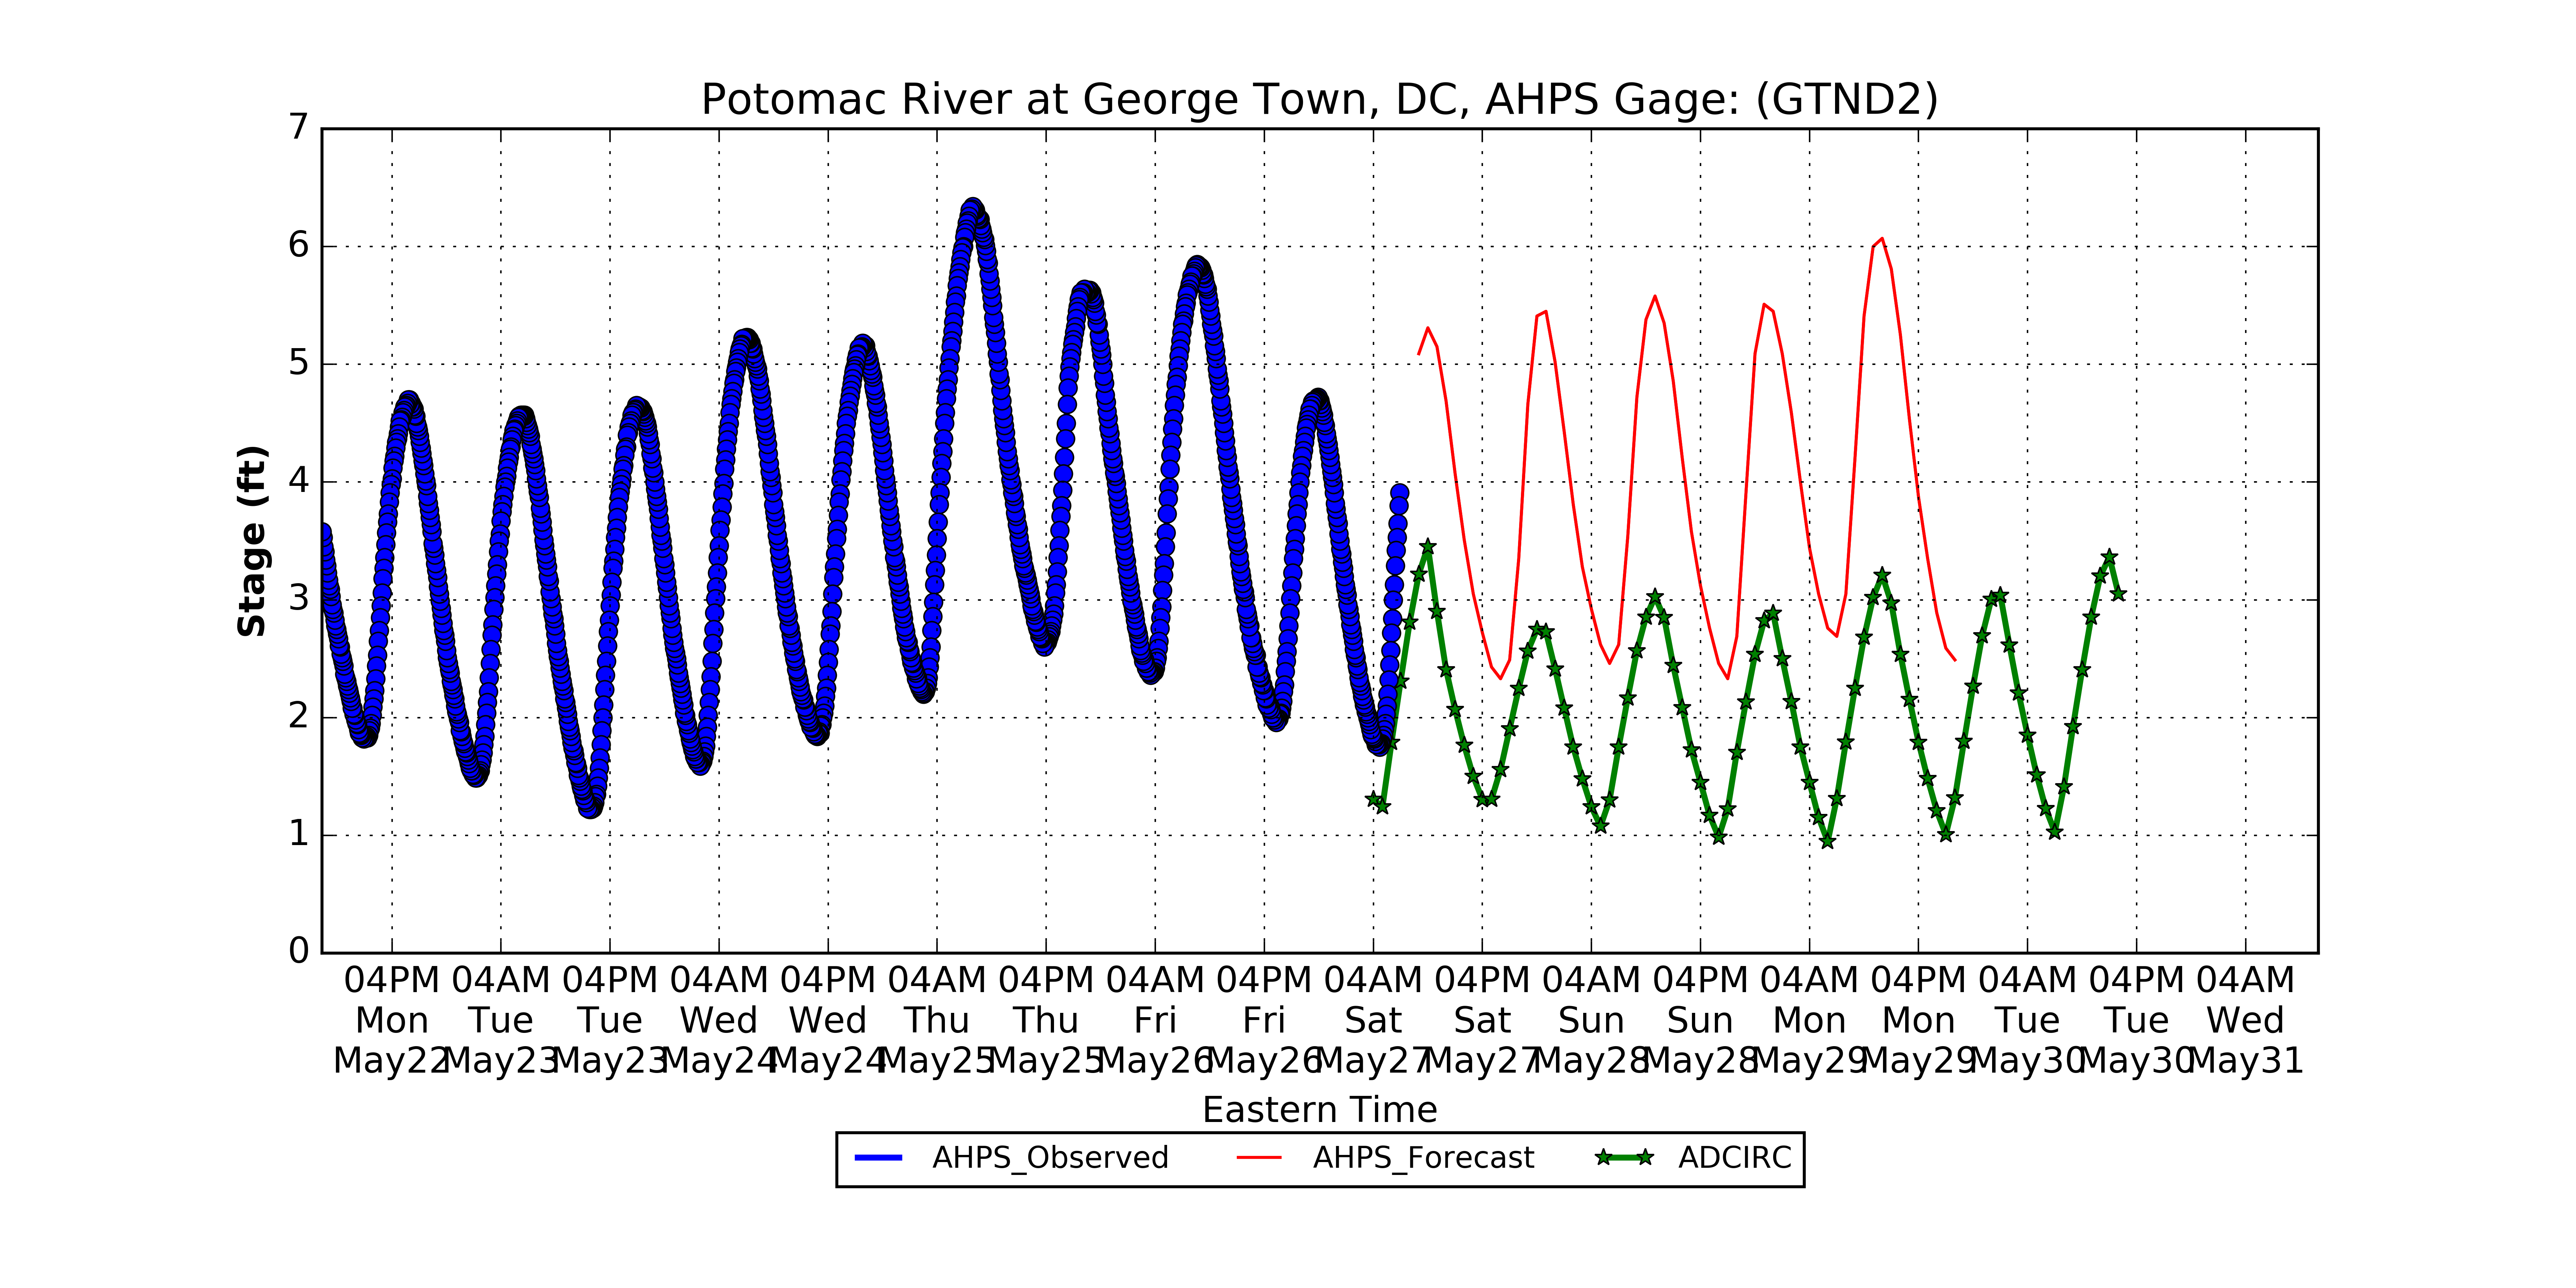 Potomac River at George Town, DC, AHPS Gage: (GTND2)
7
6
5
4
3
2
1
0
Stage (ft)
04PM 04AM 04PM 04AM 04PM 04AM 04PM 04AM 04PM 04AM 04PM 04AM 04PM 04AM 04PM 04AM 04PM 04AM
Mon Tue Tue Wed Wed Thu Thu Fri Fri Sat Sat Sun Sun Mon Mon Tue Tue Wed
May22 May23 May23 May24 May24 May25 May25 May26 May26 May27 May27 May28 May28 May29 May29 May30 May30 May31
Eastern Time
AHPS_Observed AHPS_Forecast ADCIRC